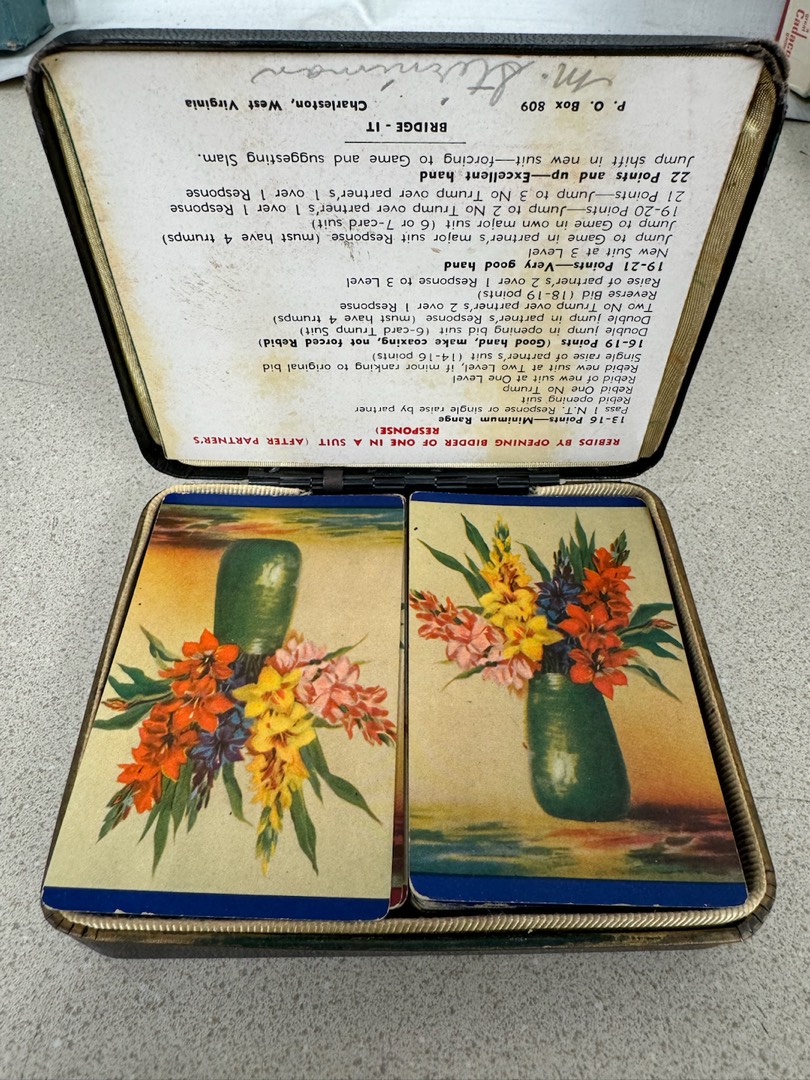 REBIDS BY OPENING BIDDER OF ONE IN A SUIT (AFTER PARTNER'S
RESPONSE)
13-16 Points—Minimum Range
Pass 1 N.T. Response or single raise by partner
Rebid opening suit
Rebid One No Trump
Rebid of new suit at One Level
Rebid new suit at Two Level, if minor ranking to original bid
Single raise of partner's suit (14-16 points)
16-19 Points (Good hand, make coaxing, not forced Rebid)
Double jump in opening bid suit (6-card Trump Suit)
Double jump in partner's Response (must have 4 trumps)
Two No Trump over partner's 2 over 1 Response
Reverse Bid (18-19 points)
Raise of partner's 2 over 1 Response to 3 Level
19-21 Points—Very good hand
New Suit at 3 Level
Jump to Game in partner's major suit Response (must have 4 trumps)
Jump to Game in own major suit (6 or 7-card suit)
19-20 Points—Jump to 2 No Trump over partner's 1 over 1 Response
21 Points—Jump to 3 No Trump over partner's 1 over 1 Response
22 Points and up—Excellent hand
Jump shift in new suit—forcing to Game and suggesting Slam.
BRIDGE - IT
P. O. Box 809 Charleston, West Virginia
M.
Cadaco